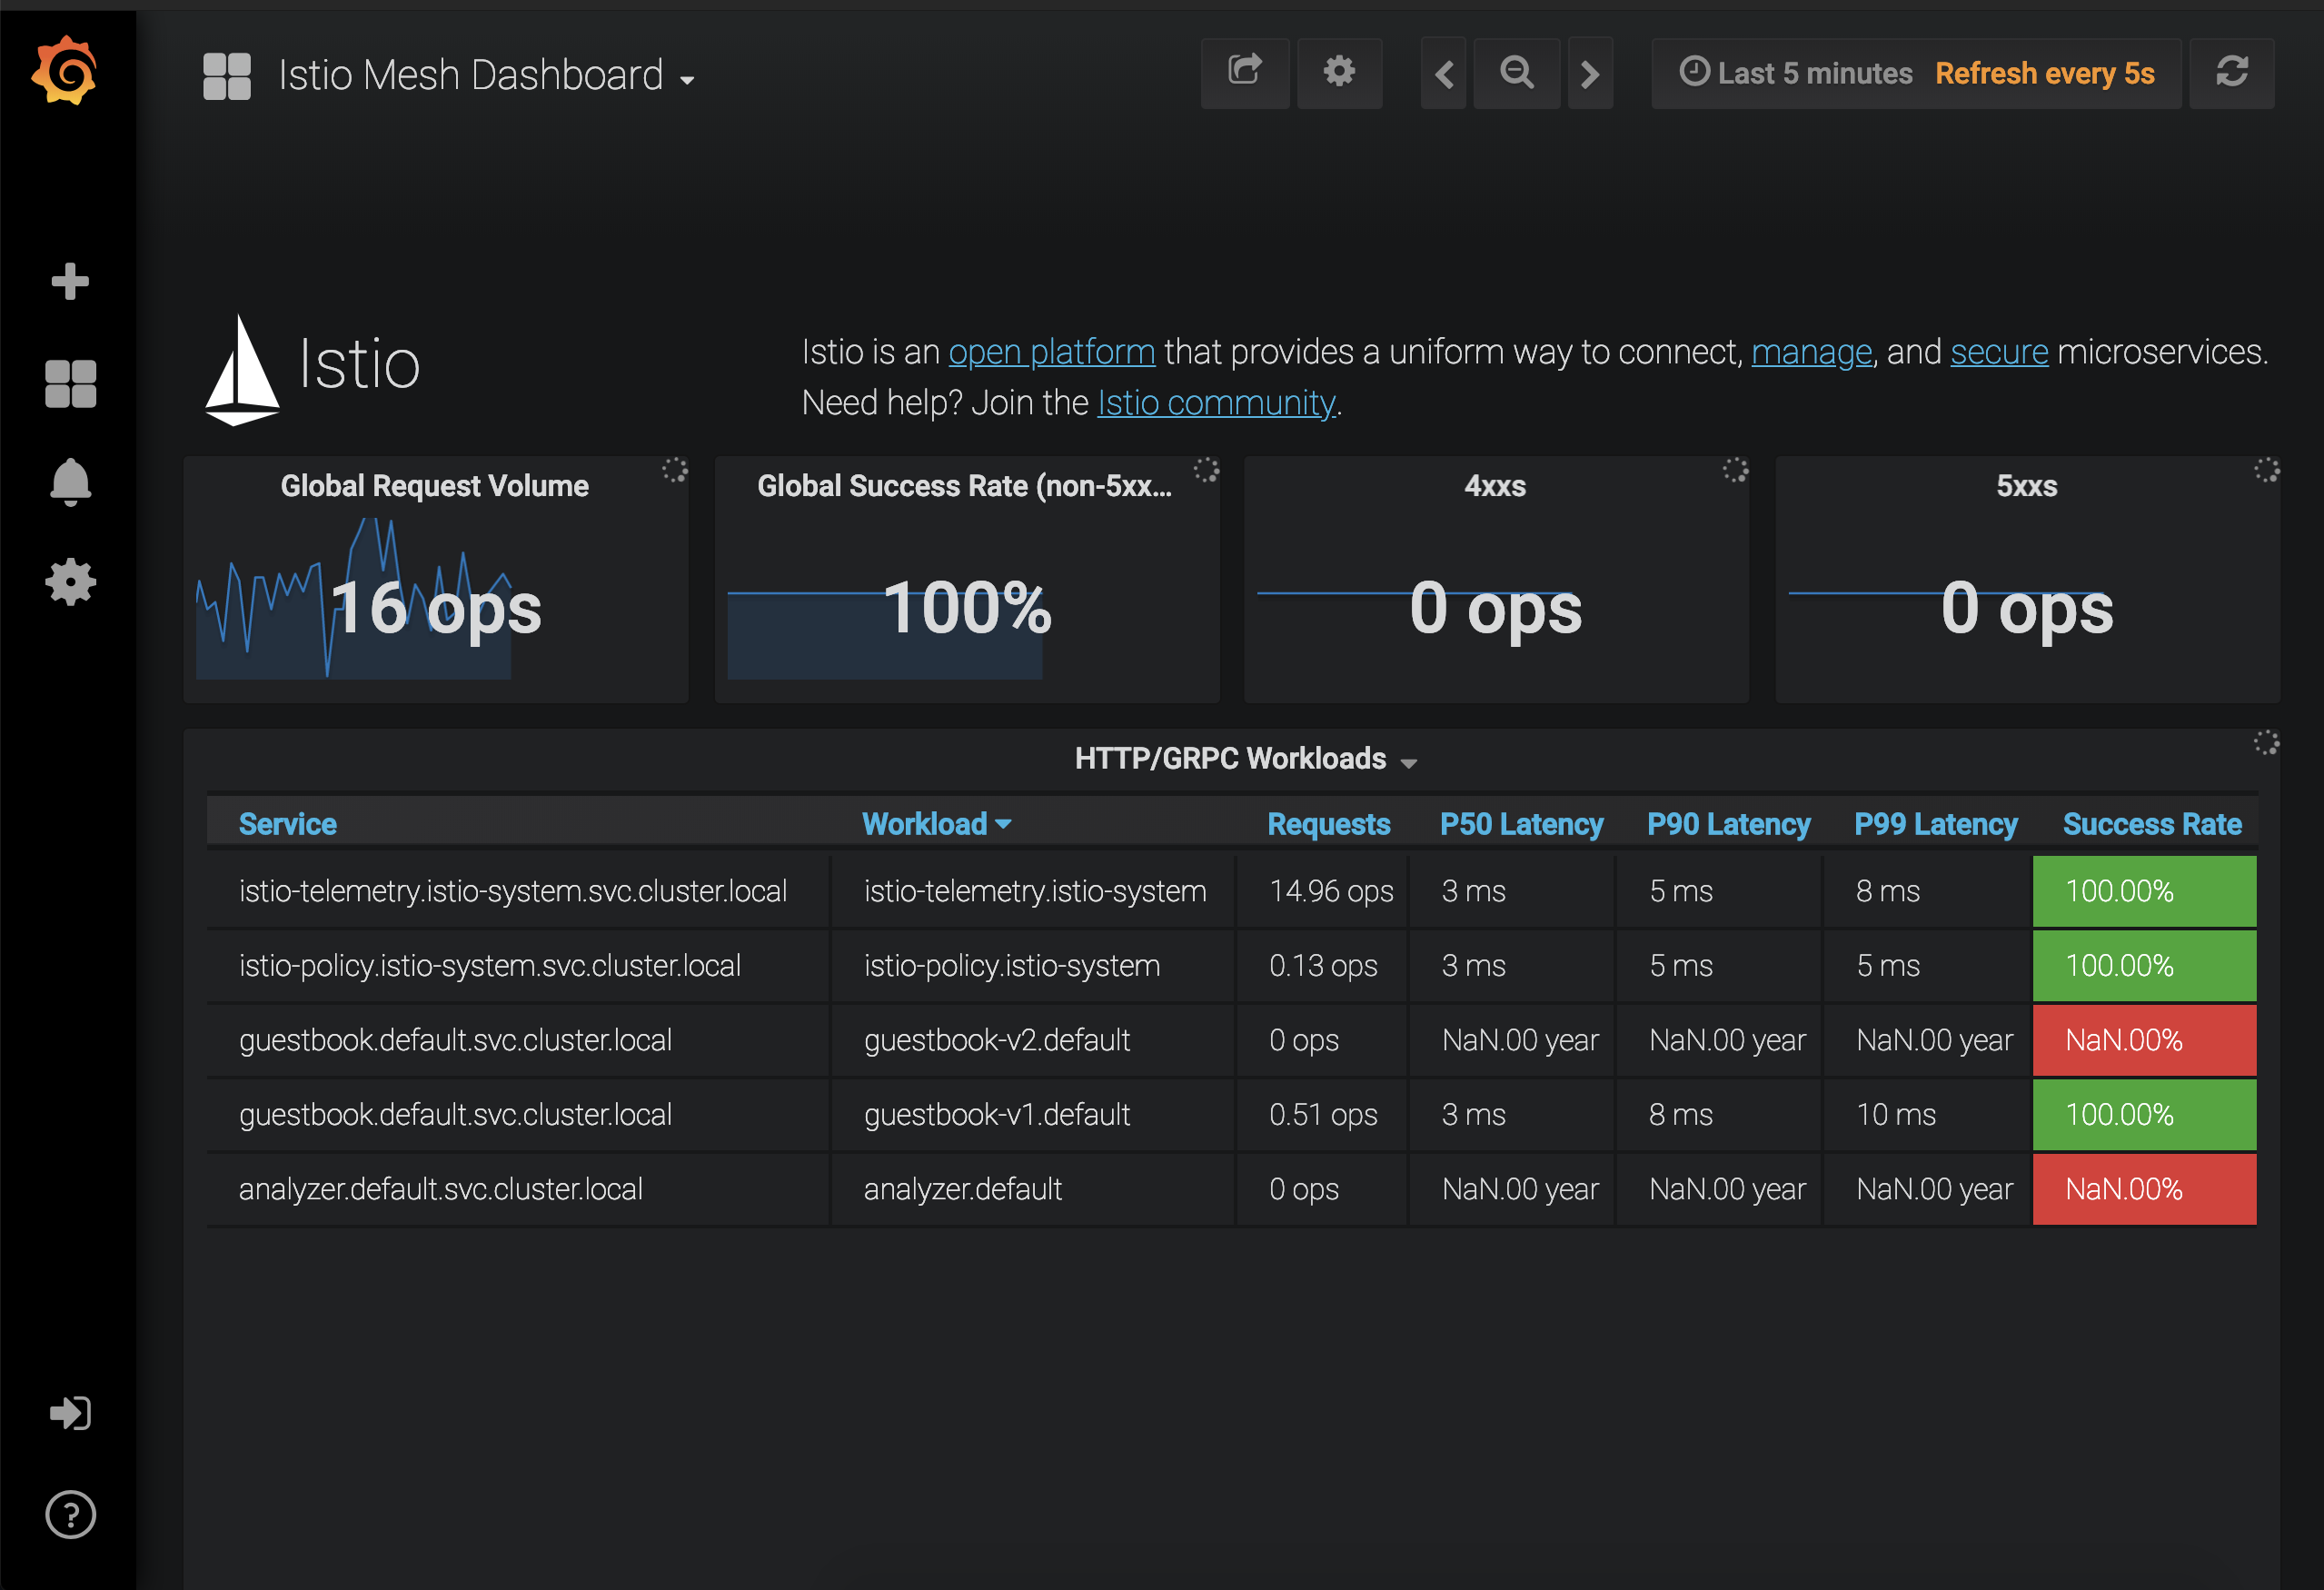 Istio Mesh Dashboard
Last 5 minutes Refresh every 5s
Istio
Istio is an open platform that provides a uniform way to connect, manage, and secure microservices.
Need help? Join the Istio community.
Global Request Volume
16 ops
Global Success Rate (non-5xx...
100%
4xxs
0 ops
5xxs
0 ops
HTTP/GRPC Workloads
Service Workload Requests P50 Latency P90 Latency P99 Latency Success Rate
istio-telemetry.istio-system.svc.cluster.local istio-telemetry.istio-system 14.96 ops 3 ms 5 ms 8 ms 100.00%
istio-policy.istio-system.svc.cluster.local istio-policy.istio-system 0.13 ops 3 ms 5 ms 5 ms 100.00%
guestbook.default.svc.cluster.local guestbook-v2.default 0 ops NaN.00 year NaN.00 year NaN.00 year NaN.00%
guestbook.default.svc.cluster.local guestbook-v1.default 0.51 ops 3 ms 8 ms 10 ms 100.00%
analyzer.default.svc.cluster.local analyzer.default 0 ops NaN.00 year NaN.00 year NaN.00 year NaN.00%